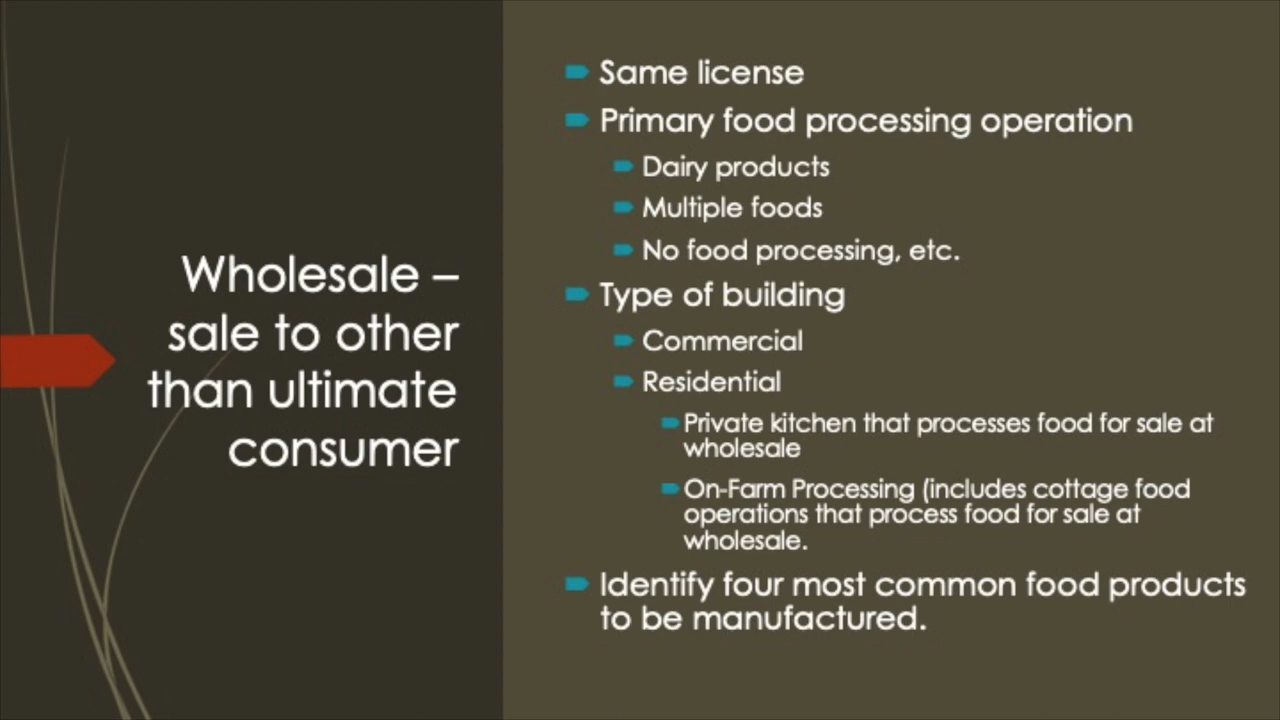 Wholesale –
sale to other
than ultimate
consumer
Same license
Primary food processing operation
Dairy products
Multiple foods
No food processing, etc.
Type of building
Commercial
Residential
Private kitchen that processes food for sale at
wholesale
On-Farm Processing (includes cottage food
operations that process food for sale at
wholesale.
Identify four most common food products
to be manufactured.